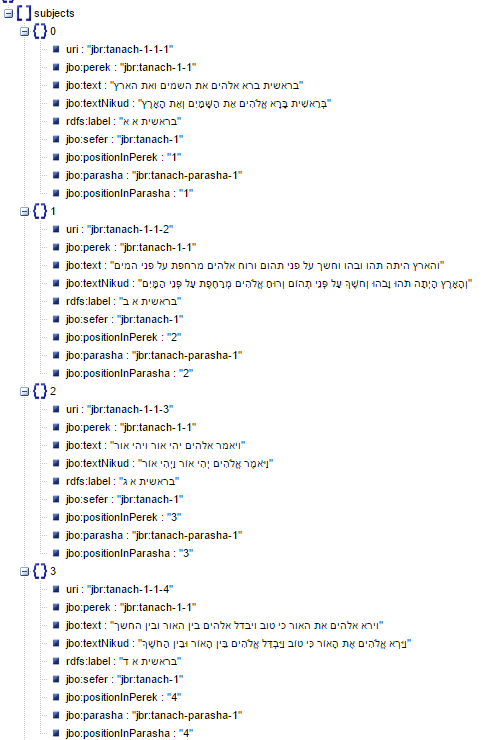 subjects
0
uri : "jbr:tanach-1-1-1"
jbo:perek : "jbr:tanach-1-1"
jbo:text : "בראשית ברא אלהים את השמים ואת הארץ"
jbo:textNikud : "בְּרֵאשִׁית בָּרָא אֱלֹהִים אֵת הַשָּׁמַיִם וְאֵת הָאָרֶץ"
rdfs:label : "בראשית א א"
jbo:sefer : "jbr:tanach-1"
jbo:positionInPerek : "1"
jbo:parasha : "jbr:tanach-parasha-1"
jbo:positionInParasha : "1"
1
uri : "jbr:tanach-1-1-2"
jbo:perek : "jbr:tanach-1-1"
jbo:text : "והארץ היתה תהו ובהו וחשך על פני תהום ורוח אלהים מרחפת על פני המים"
jbo:textNikud : "וְהָאָרֶץ הָיְתָה תֹהוּ וָבֹהוּ וְחֹשֶׁךְ עַל פְּנֵי תְהוֹם וְרוּחַ אֱלֹהִים מְרַחֶפֶת עַל פְּנֵי הַמָּיִם"
rdfs:label : "בראשית א ב"
jbo:sefer : "jbr:tanach-1"
jbo:positionInPerek : "2"
jbo:parasha : "jbr:tanach-parasha-1"
jbo:positionInParasha : "2"
2
uri : "jbr:tanach-1-1-3"
jbo:perek : "jbr:tanach-1-1"
jbo:text : "ויאמר אלהים יהי אור ויהי אור"
jbo:textNikud : "וַיֹּאמֶר אֱלֹהִים יְהִי אוֹר וַיְהִי אוֹר"
rdfs:label : "בראשית א ג"
jbo:sefer : "jbr:tanach-1"
jbo:positionInPerek : "3"
jbo:parasha : "jbr:tanach-parasha-1"
jbo:positionInParasha : "3"
3
uri : "jbr:tanach-1-1-4"
jbo:perek : "jbr:tanach-1-1"
jbo:text : "וירא אלהים את האור כי טוב ויבדל אלהים בין האור ובין החשך"
jbo:textNikud : "וַיַּרְא אֱלֹהִים אֶת הָאוֹר כִּי טוֹב וַיַּבְדֵּל אֱלֹהִים בֵּין הָאוֹר וּבֵין הַחֹשֶׁךְ"
rdfs:label : "בראשית א ד"
jbo:sefer : "jbr:tanach-1"
jbo:positionInPerek : "4"
jbo:parasha : "jbr:tanach-parasha-1"
jbo:positionInParasha : "4"